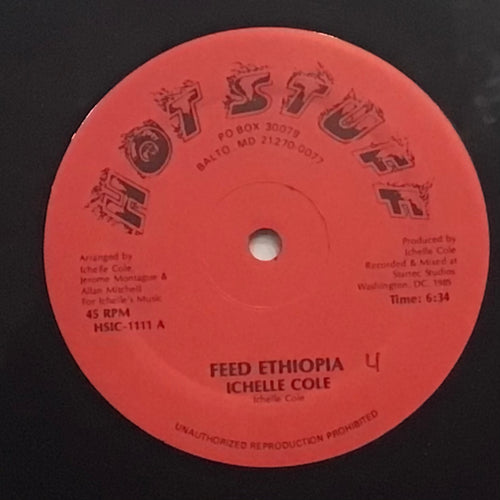 HOT STUFF
PO BOX 30079
BALTO. MD 21270-0077
Arranged by
Ichelle Cole,
Jerome Montague &
Allan Mitchell
For Ichelle's Music
45 RPM
HSIC-1111 A
Produced by
Ichelle Cole
Recorded & Mixed at
Startec Studios
Washington, DC, 1985
Time: 6:34
FEED ETHIOPIA 4
ICHELLE COLE
Ichelle Cole
UNAUTHORIZED REPRODUCTION PROHIBITED